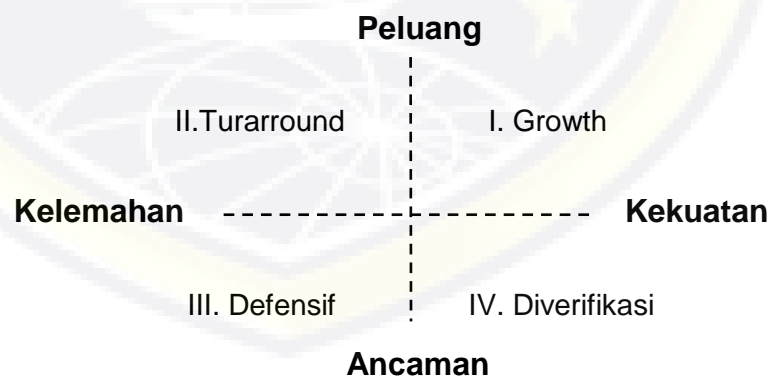 Peluang
II.Turarround I. Growth
Kelemahan Kekuatan
III. Defensif IV. Diverifikasi
Ancaman